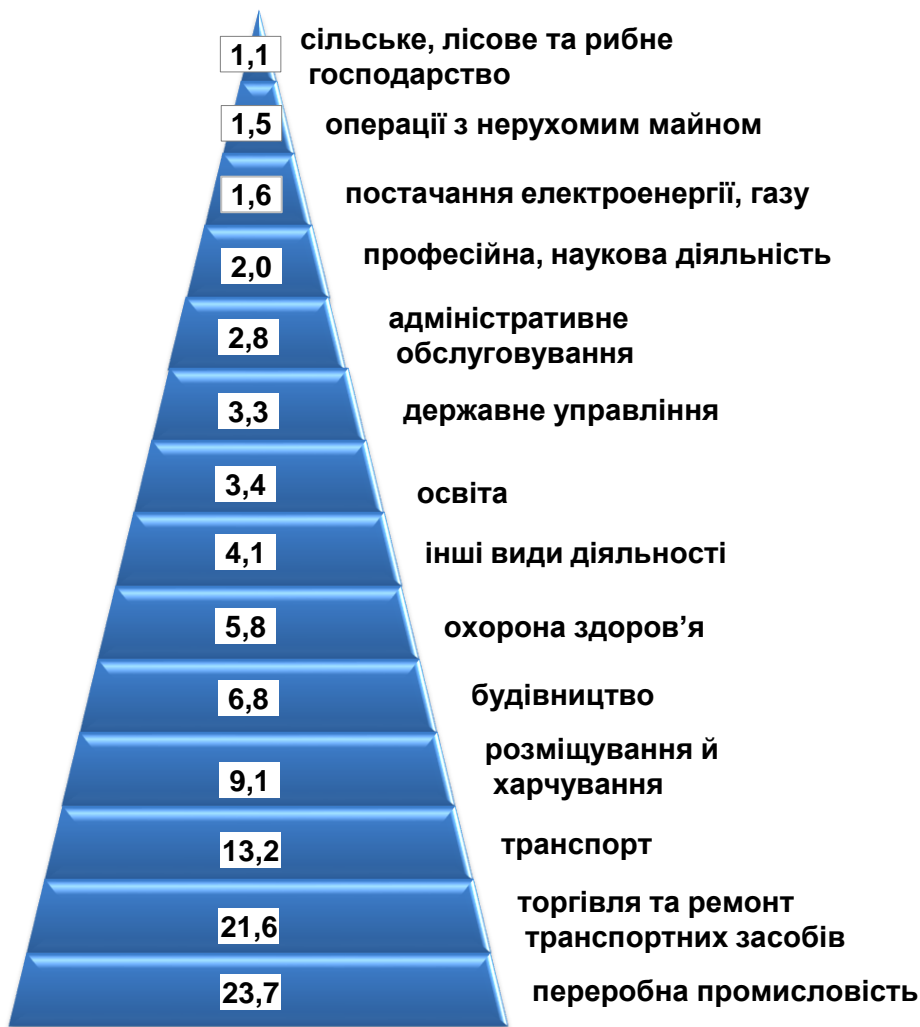 1,1
сільське, лісове та рибне
господарство
1,5
операції з нерухомим майном
1,6
постачання електроенергії, газу
2,0
професійна, наукова діяльність
2,8
адміністративне
обслуговування
3,3
державне управління
3,4
освіта
4,1
інші види діяльності
5,8
охорона здоров’я
6,8
будівництво
9,1
розміщування й
харчування
13,2
транспорт
21,6
торгівля та ремонт
транспортних засобів
23,7
переробна промисловість